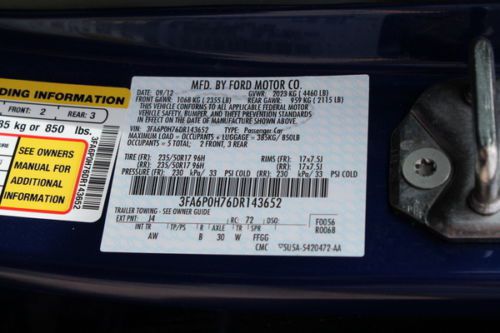 MFD. BY FORD MOTOR CO.
DATE: 09/12 GVWR: 2023 KG (4460 LB)
FRONT GAWR: 1068 KG (2355 LB) REAR GAWR: 959 KG (2115 LB)
THIS VEHICLE CONFORMS TO ALL APPLICABLE FEDERAL MOTOR
VEHICLE SAFETY, BUMPER, AND THEFT PREVENTION STANDARDS
IN EFFECT ON THE DATE OF MANUFACTURE SHOWN ABOVE.
VIN: 3FA6P0H76DR143652 TYPE: Passenger Car
MAXIMUM LOAD = OCCUPANTS + LUGGAGE = 385KG/850LB
OCCUPANTS = 5 TOTAL: 2 FRONT, 3 REAR
TIRE (FR): 235/50R17 96H RIMS (FR): 17x7.5J
TIRE (RR): 235/50R17 96H (RR): 17x7.5J
PRESSURE (FR): 230 kPa/ 33 PSI COLD (RR): 230 kPa/ 33 PSI COLD
3FA6P0H76DR143652
TRAILER TOWING - SEE OWNER GUIDE
EXT PNT: J4 RC: 72 DSO: F0056
INT TR TP/PS R AXLE TR SPR R0068
AW B 30 W FFGG
CMC 5U5A-5420472-AA
DING INFORMATION
FRONT: 2 REAR: 3
85 kg or 850 lbs.
SEE OWNERS
MANUAL FOR
ADDITIONAL
INFORMATION
3FA6P0H76DR143652